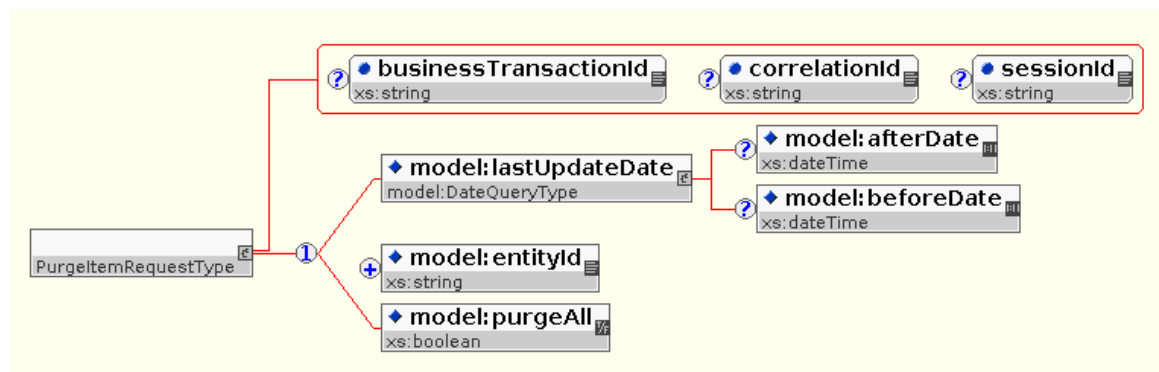 ? businessTransactionId
xs:string
? correlationId
xs:string
? sessionId
xs:string
model:lastUpdateDate
model:DateQueryType
? model:afterDate
xs:dateTime
? model:beforeDate
xs:dateTime
PurgeItemRequestType
1
+ model:entityId
xs:string
model:purgeAll
xs:boolean